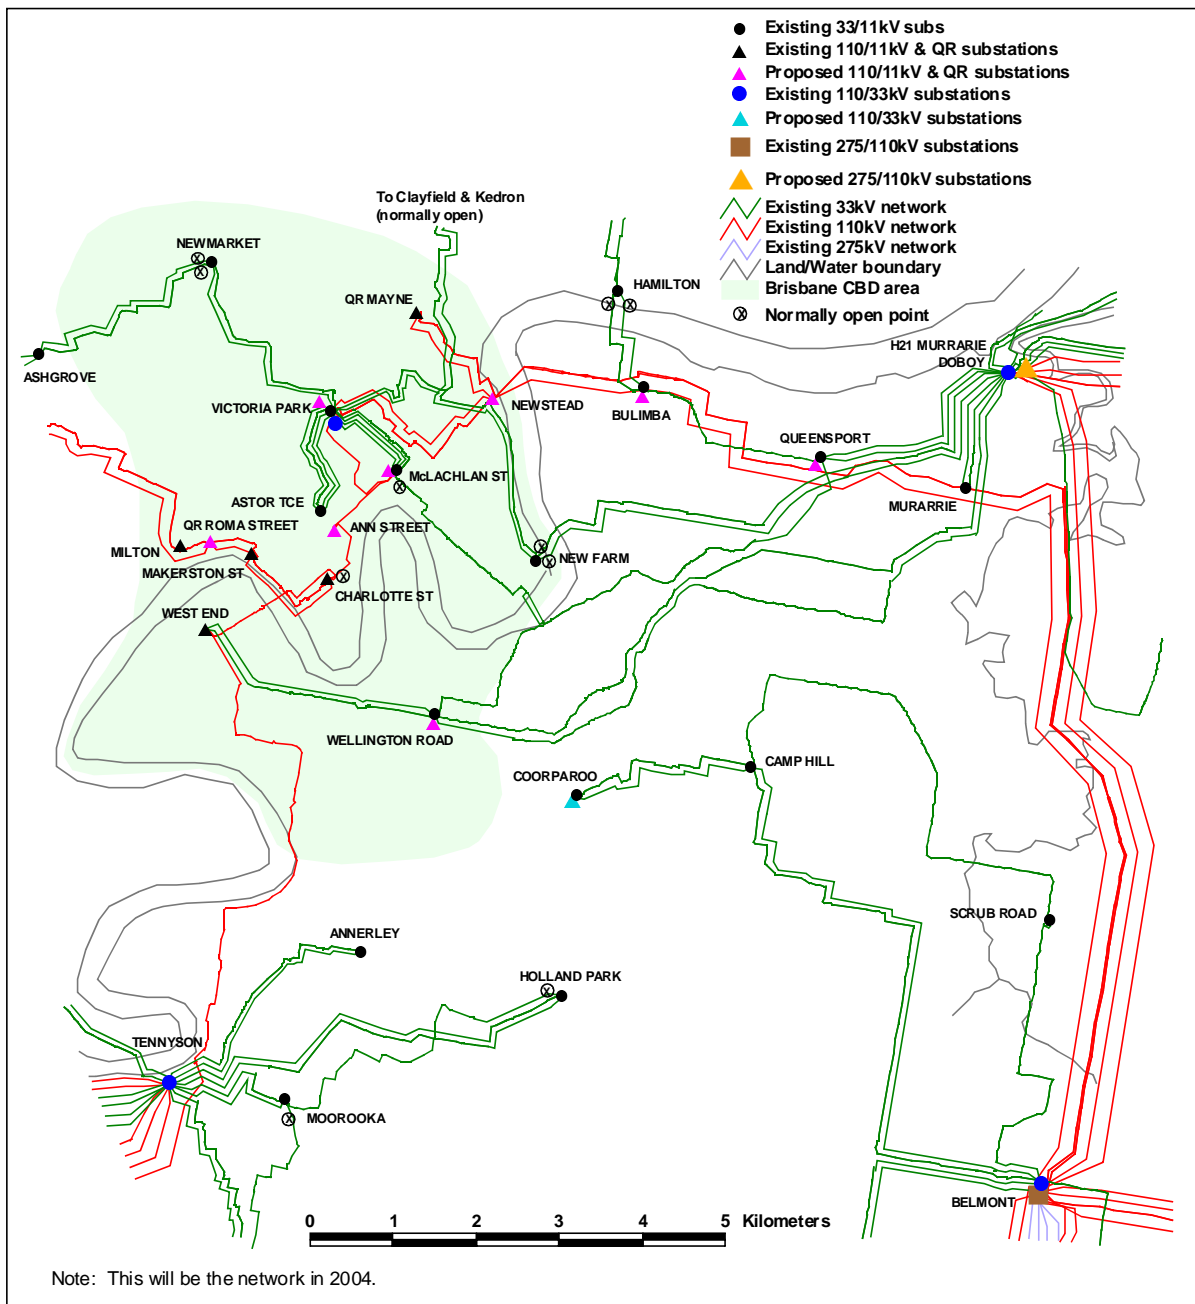 Existing 33/11kV subs
Existing 110/11kV & QR substations
Proposed 110/11kV & QR substations
Existing 110/33kV substations
Proposed 110/33kV substations
Existing 275/110kV substations
Proposed 275/110kV substations
Existing 33kV network
Existing 110kV network
Existing 275kV network
Land/Water boundary
Brisbane CBD area
Normally open point
To Clayfield & Kedron
(normally open)
NEWMARKET
QR MAYNE
HAMILTON
H21 MURRARIE
DOBOY
ASHGROVE
VICTORIA PARK
NEWSTEAD
BULIMBA
QUEENSPORT
McLACHLAN ST
ASTOR TCE
MURARRIE
QR ROMA STREET
ANN STREET
MILTON
NEW FARM
MAKERSTON ST
CHARLOTTE ST
WEST END
WELLINGTON ROAD
COORPAROO
CAMP HILL
SCRUB ROAD
ANNERLEY
HOLLAND PARK
TENNYSON
MOOROOKA
BELMONT
0 1 2 3 4 5 Kilometers
Note: This will be the network in 2004.